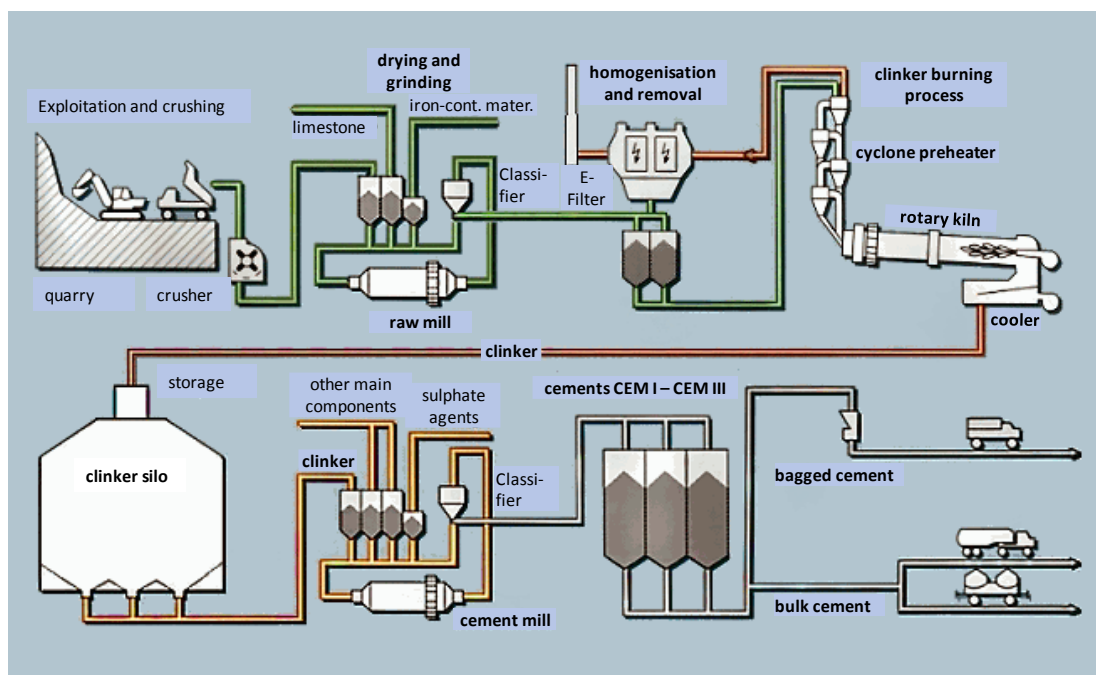 Exploitation and crushing
quarry
crusher
drying and
grinding
limestone
iron-cont. mater.
Classi-
fier
raw mill
homogenisation
and removal
E-
Filter
clinker burning
process
cyclone preheater
rotary kiln
cooler
clinker
storage
clinker silo
other main
components
sulphate
agents
clinker
Classi-
fier
cement mill
cements CEM I – CEM III
bagged cement
bulk cement